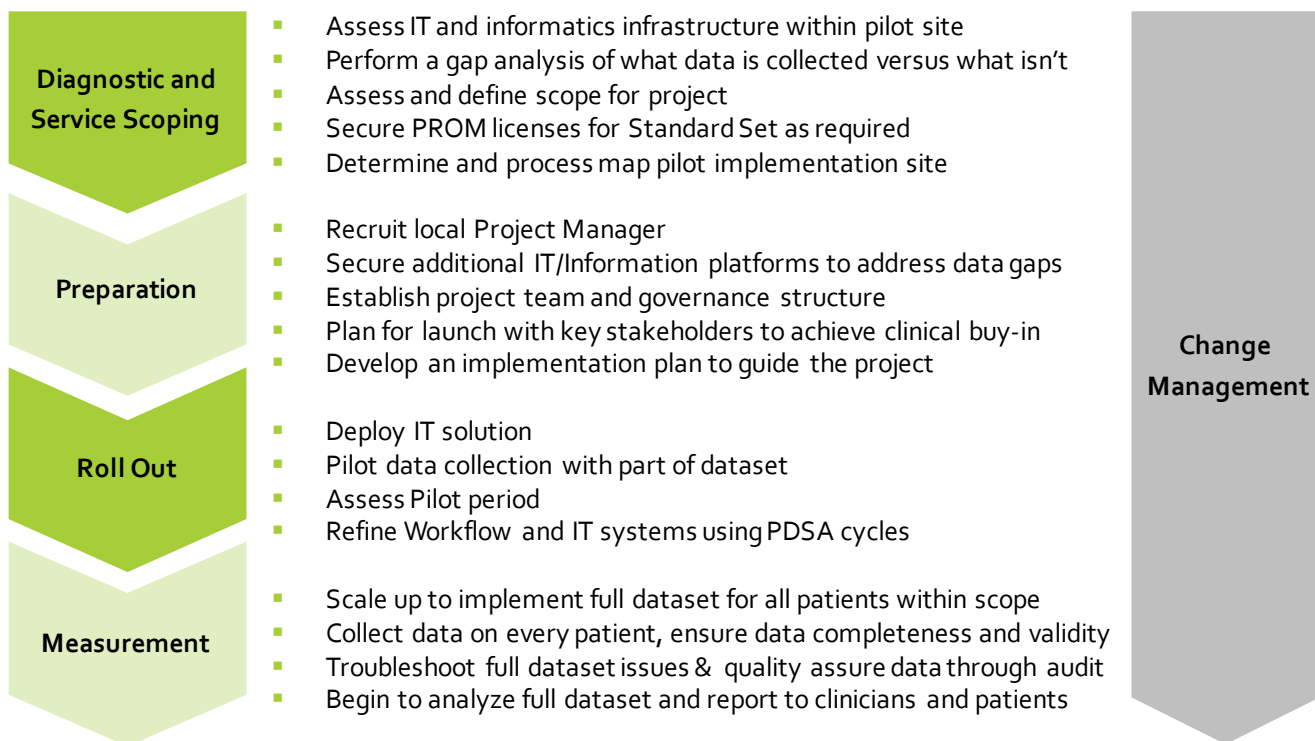 Diagnostic and
Service Scoping
Assess IT and informatics infrastructure within pilot site
Perform a gap analysis of what data is collected versus what isn't
Assess and define scope for project
Secure PROM licenses for Standard Set as required
Determine and process map pilot implementation site
Preparation
Recruit local Project Manager
Secure additional IT/Information platforms to address data gaps
Establish project team and governance structure
Plan for launch with key stakeholders to achieve clinical buy-in
Develop an implementation plan to guide the project
Roll Out
Deploy IT solution
Pilot data collection with part of dataset
Assess Pilot period
Refine Workflow and IT systems using PDSA cycles
Measurement
Scale up to implement full dataset for all patients within scope
Collect data on every patient, ensure data completeness and validity
Troubleshoot full dataset issues & quality assure data through audit
Begin to analyze full dataset and report to clinicians and patients
Change
Management